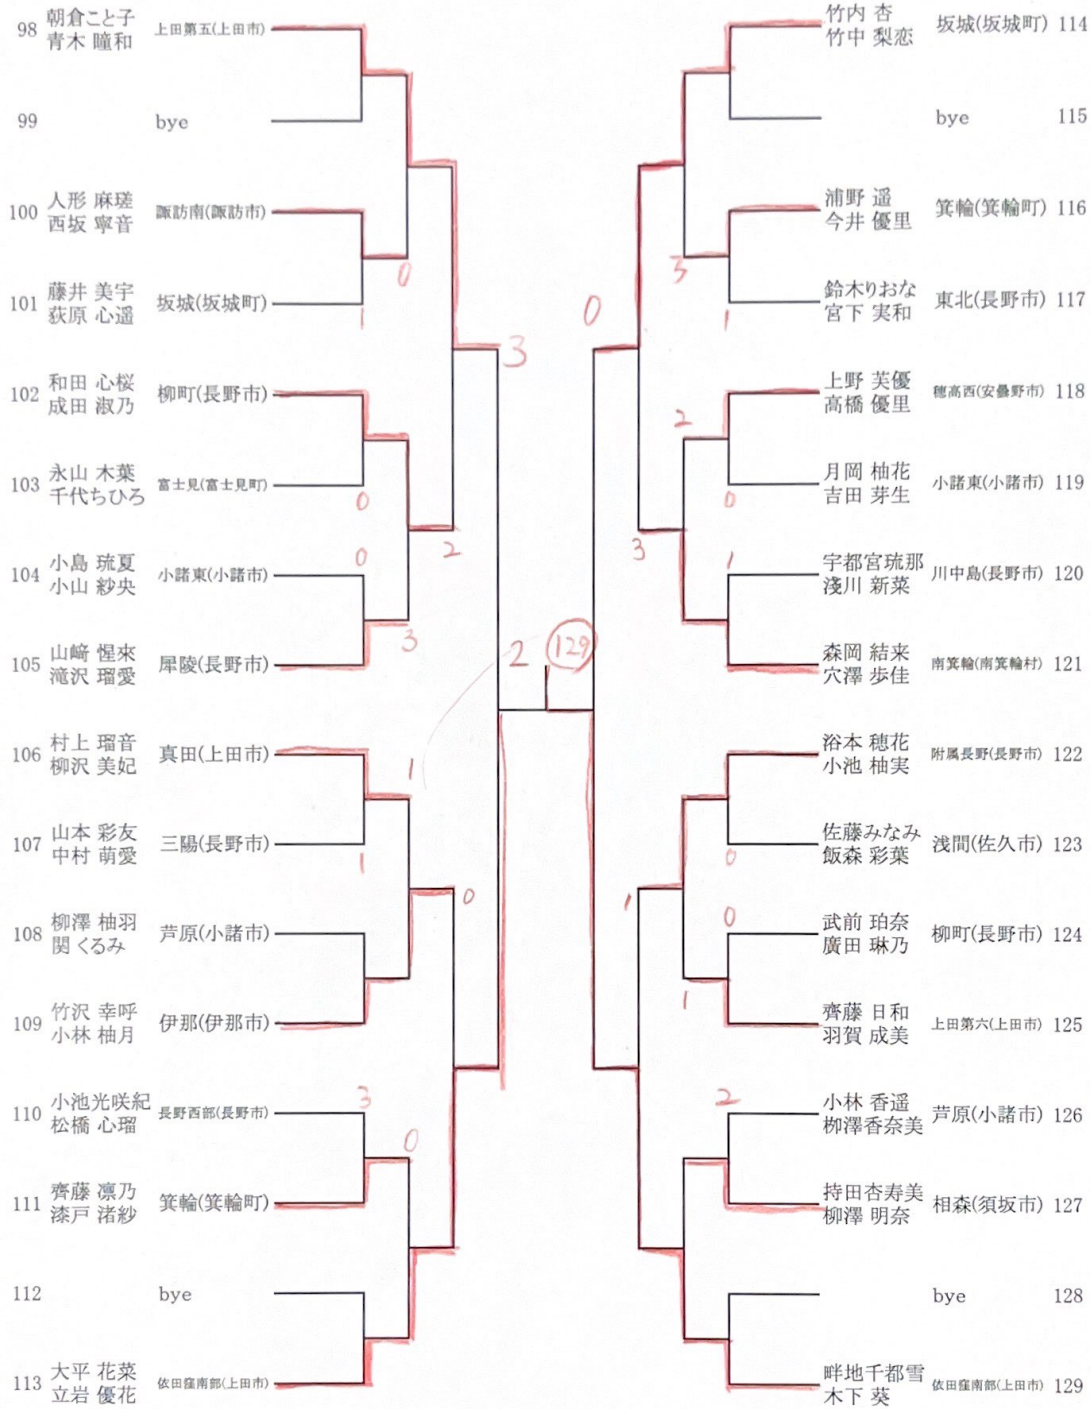 98 朝倉こと子 上田第五(上田市)
青木 瞳和
99 bye
100 人形 麻瑳 諏訪南(諏訪市)
西坂 寧音
0
101 藤井 美宇 坂城(坂城町)
荻原 心遥
1
3
102 和田 心桜 柳町(長野市)
成田 淑乃
103 永山 木葉 富士見(富士見町)
千代ちひろ
0
2
104 小島 琉夏 小諸東(小諸市)
小山 紗央
0
3
105 山﨑 惺來 犀陵(長野市)
滝沢 瑠愛
106 村上 瑠音 真田(上田市)
柳沢 美妃
1
107 山本 彩友 三陽(長野市)
中村 萌愛
1
0
108 柳澤 柚羽 芦原(小諸市)
関 くるみ
109 竹沢 幸呼 伊那(伊那市)
小林 柚月
110 小池光咲紀 長野西部(長野市)
松橋 心瑠
3
0
111 齊藤 凛乃 箕輪(箕輪町)
漆戸 渚紗
112 bye
113 大平 花菜 依田窪南部(上田市)
立岩 優花
2 129
竹内 杏 坂城(坂城町) 114
竹中 梨恋
bye 115
浦野 遥 箕輪(箕輪町) 116
今井 優里
3
鈴木りおな 東北(長野市) 117
宮下 実和
1
0
上野 芙優 穂高西(安曇野市) 118
高橋 優里
2
月岡 柚花 小諸東(小諸市) 119
吉田 芽生
0
3
宇都宮琉那 川中島(長野市) 120
淺川 新菜
1
森岡 結来 南箕輪(南箕輪村) 121
穴澤 歩佳
浴本 穂花 附属長野(長野市) 122
小池 柚実
佐藤みなみ 浅間(佐久市) 123
飯森 彩葉
0
1
武前 珀奈 柳町(長野市) 124
廣田 琳乃
0
1
齊藤 日和 上田第六(上田市) 125
羽賀 成美
小林 香遥 芦原(小諸市) 126
栁澤香奈美
2
持田杏寿美 相森(須坂市) 127
柳澤 明奈
bye 128
畔地千都雪 依田窪南部(上田市) 129
木下 葵